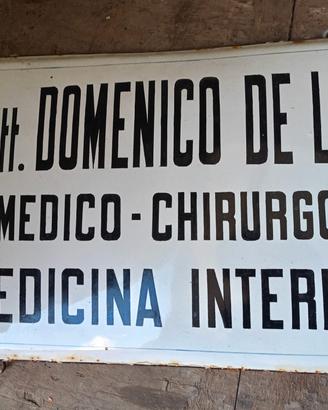 tt. DOMENICO DE L
MEDICO - CHIRURGO
EDICINA INTER